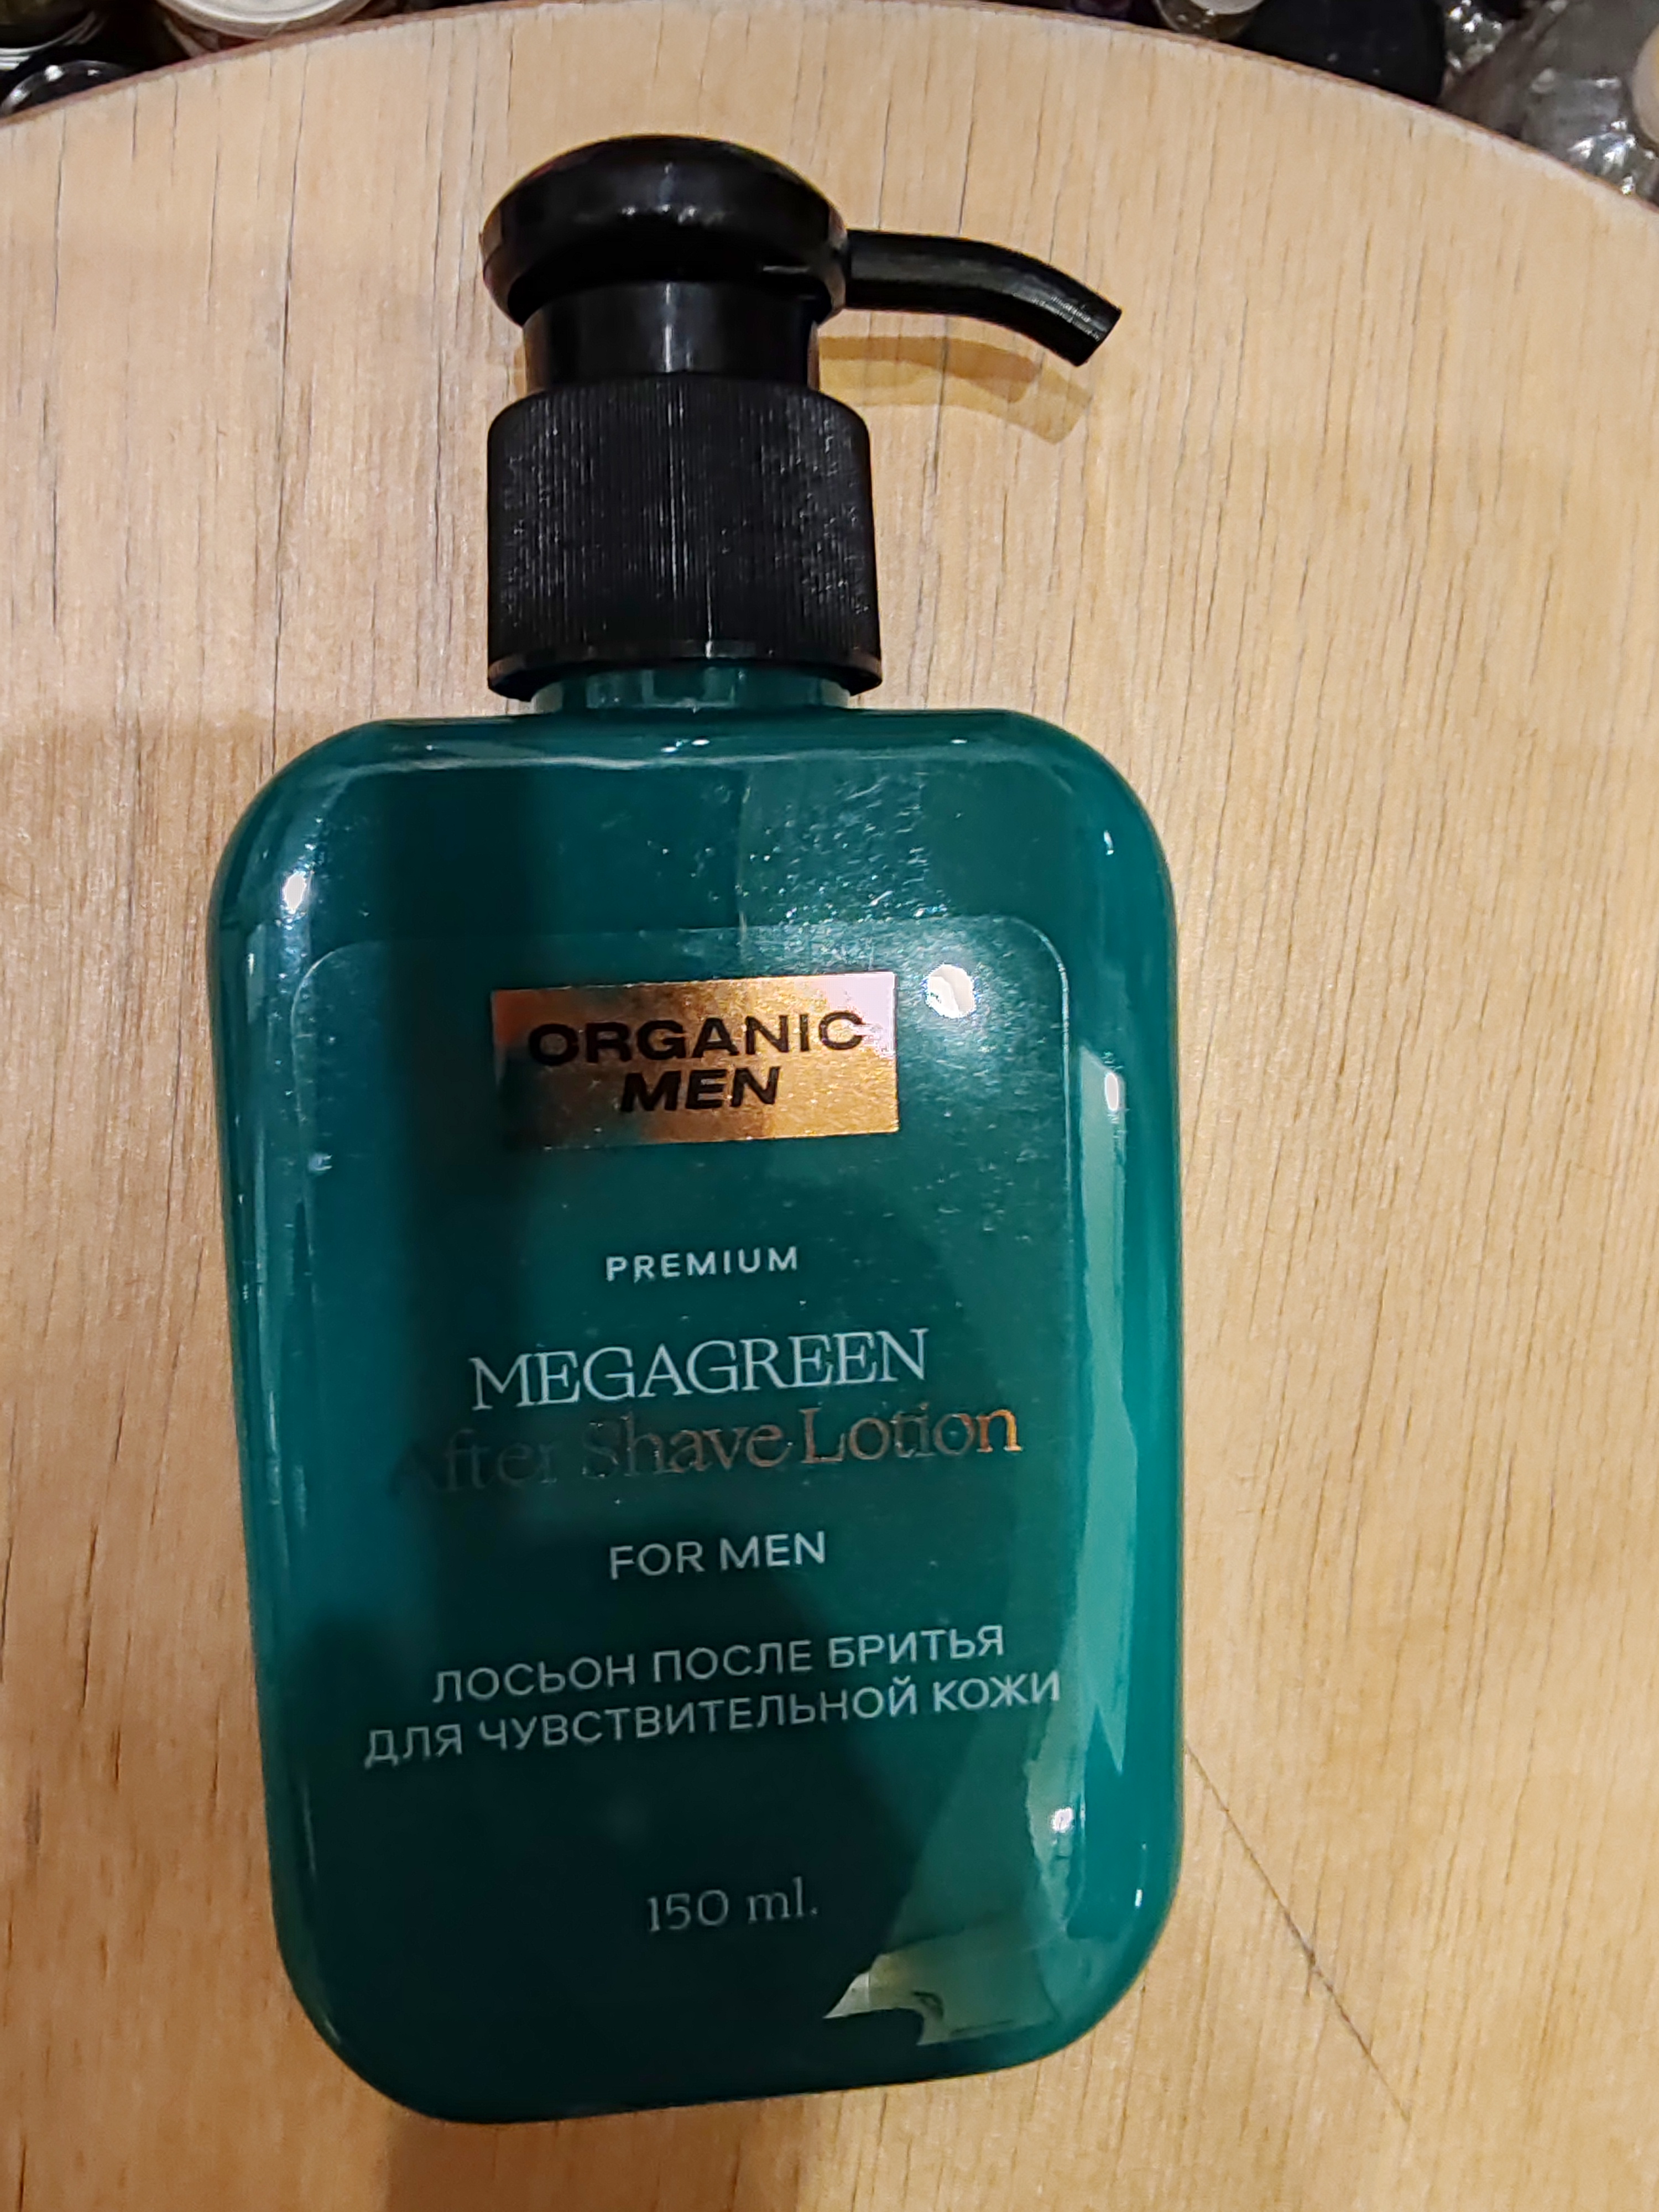 ORGANIC
MEN
PREMIUM
MEGAGREEN
After Shave Lotion
FOR MEN
ЛОСЬОН ПОСЛЕ БРИТЬЯ
ДЛЯ ЧУВСТВИТЕЛЬНОЙ КОЖИ
150 ml.